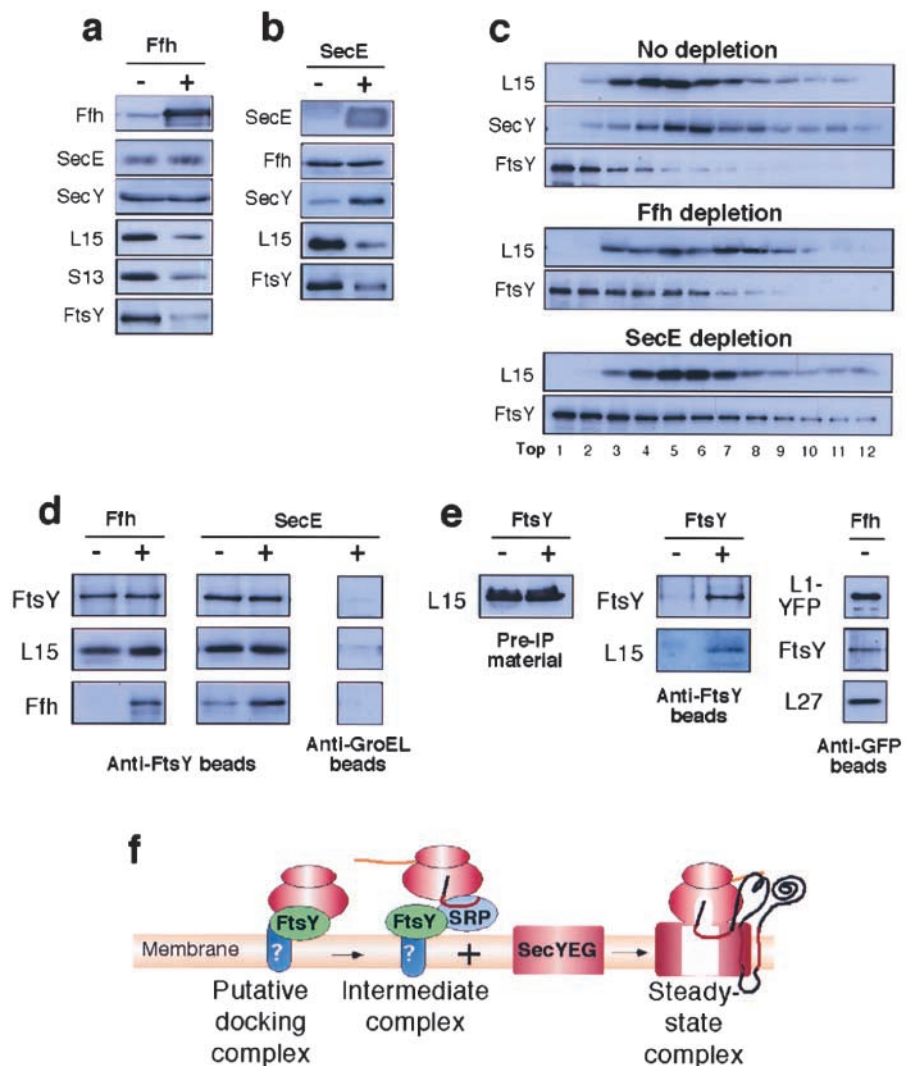 a
Ffh
- +
Ffh
SecE
SecY
L15
S13
FtsY
b
SecE
- +
SecE
Ffh
SecY
L15
FtsY
c
No depletion
L15
SecY
FtsY
Ffh depletion
L15
FtsY
SecE depletion
L15
FtsY
Top 1 2 3 4 5 6 7 8 9 10 11 12
d
Ffh SecE
- + - + +
FtsY
L15
Ffh
Anti-FtsY beads
Anti-GroEL
beads
e
FtsY
- +
L15
Pre-IP
material
FtsY
- +
FtsY
L15
Anti-FtsY
beads
Ffh
-
L1-
YFP
FtsY
L27
Anti-GFP
beads
f
FtsY
?
FtsY SRP
?
Membrane
+
SecYEG
Putative
docking
complex
Intermediate
complex
Steady-
state
complex